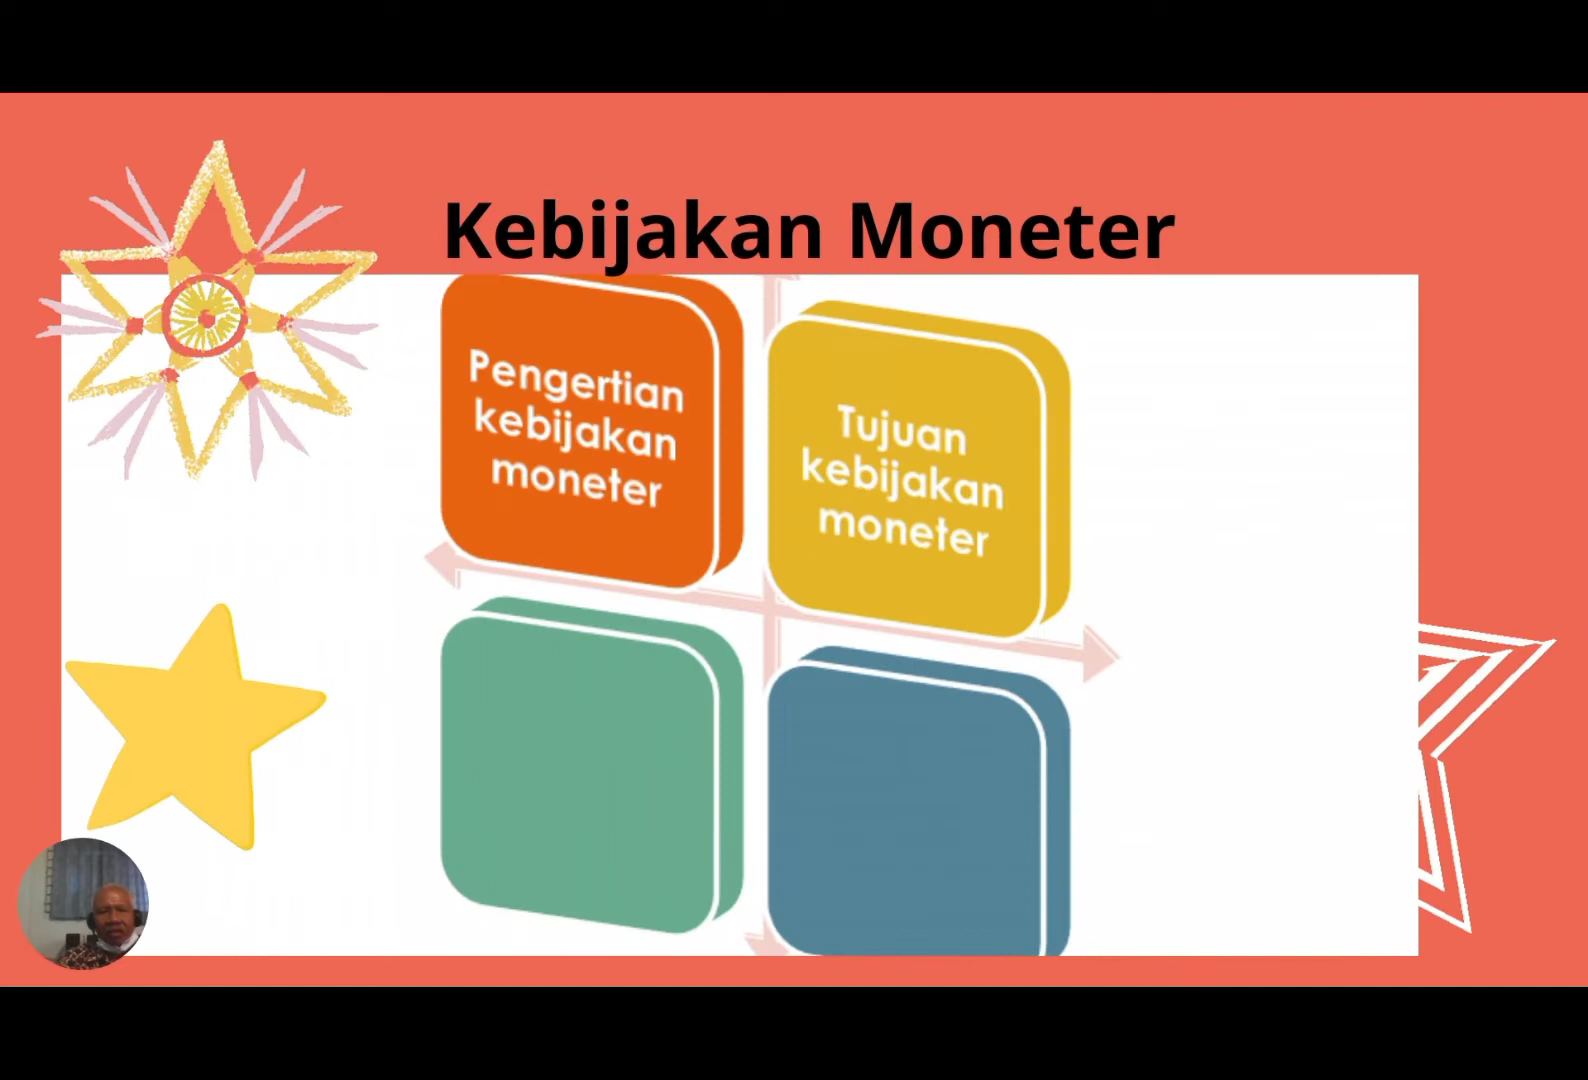 Kebijakan Moneter
Pengertian
kebijakan
moneter
Tujuan
kebijakan
moneter